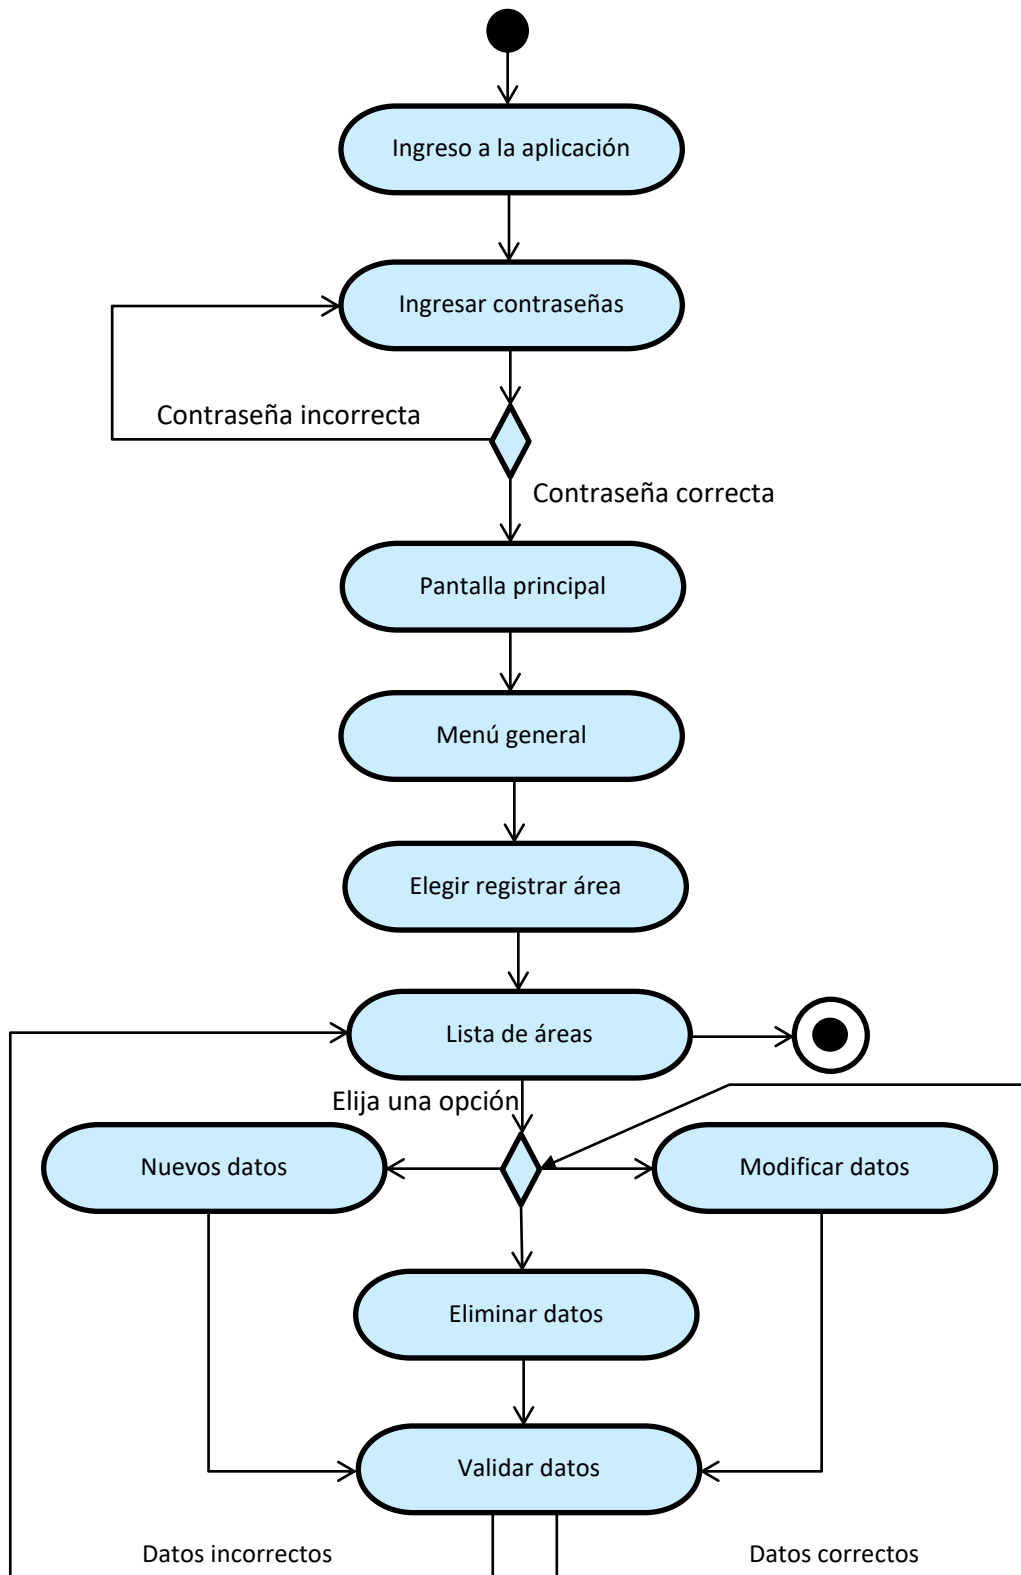 Ingreso a la aplicación
Ingresar contraseñas
Contraseña incorrecta
Contraseña correcta
Pantalla principal
Menú general
Elegir registrar área
Lista de áreas
Elija una opción
Nuevos datos
Modificar datos
Eliminar datos
Validar datos
Datos incorrectos
Datos correctos